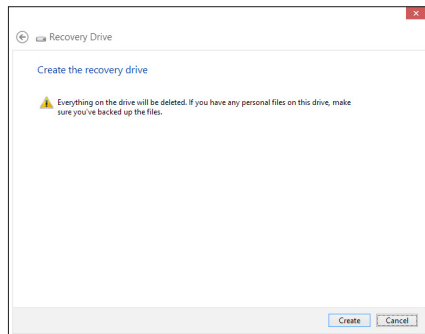 Recovery Drive
Create the recovery drive
Everything on the drive will be deleted. If you have any personal files on this drive, make
sure you've backed up the files.
Create Cancel